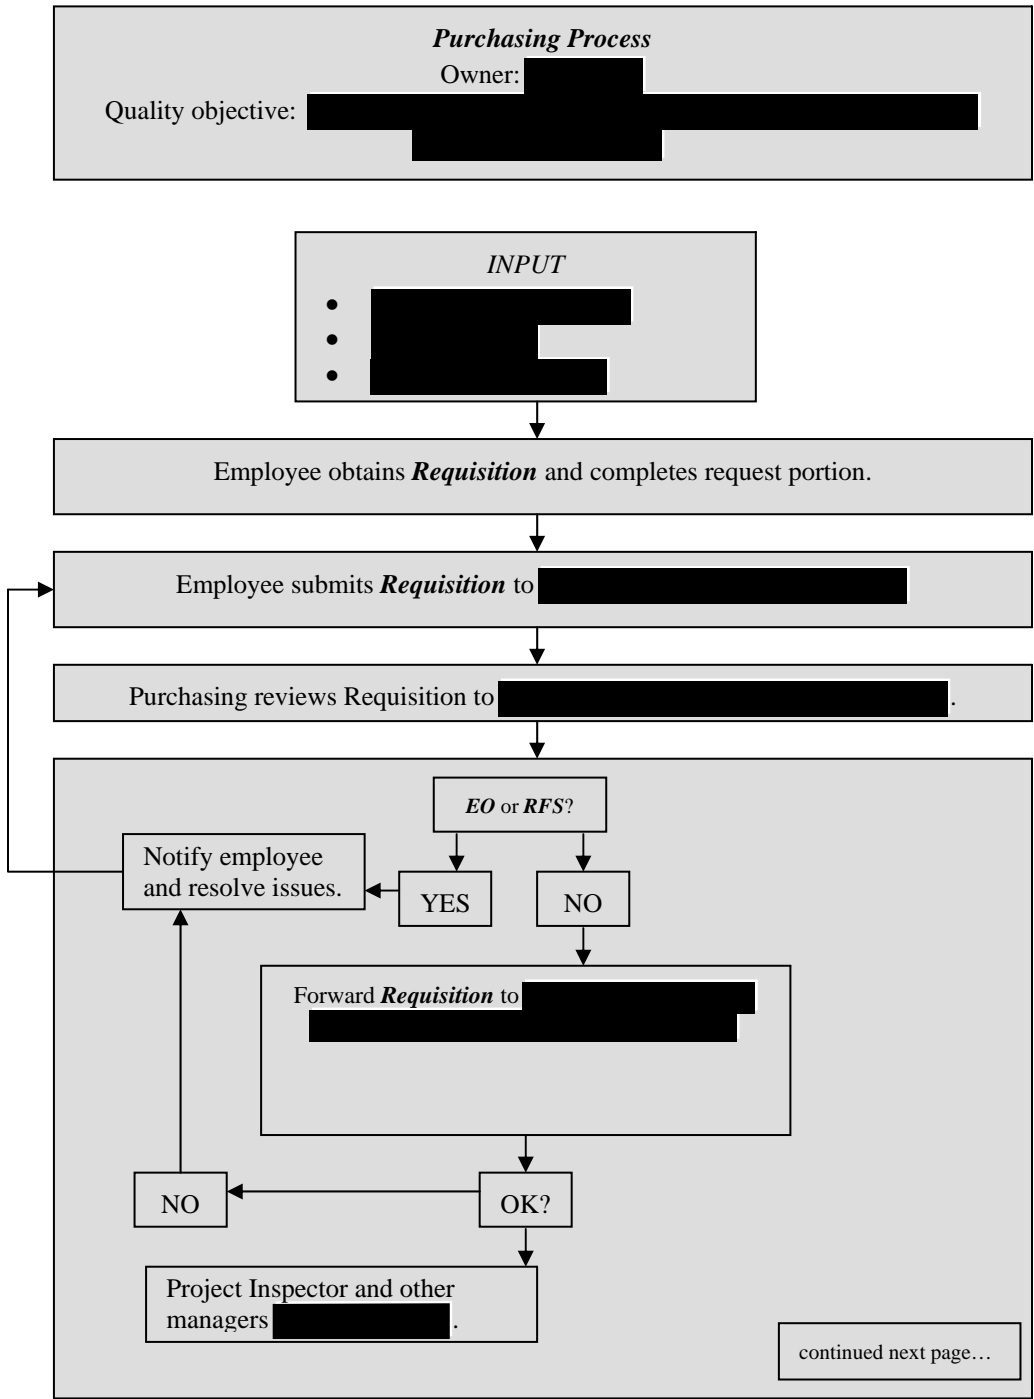 Purchasing Process
Owner:
Quality objective:
INPUT
•
•
•
Employee obtains Requisition and completes request portion.
Employee submits Requisition to
Purchasing reviews Requisition to .
EO or RFS?
Notify employee
and resolve issues.
YES
NO
Forward Requisition to
NO
OK?
Project Inspector and other
managers .
continued next page…